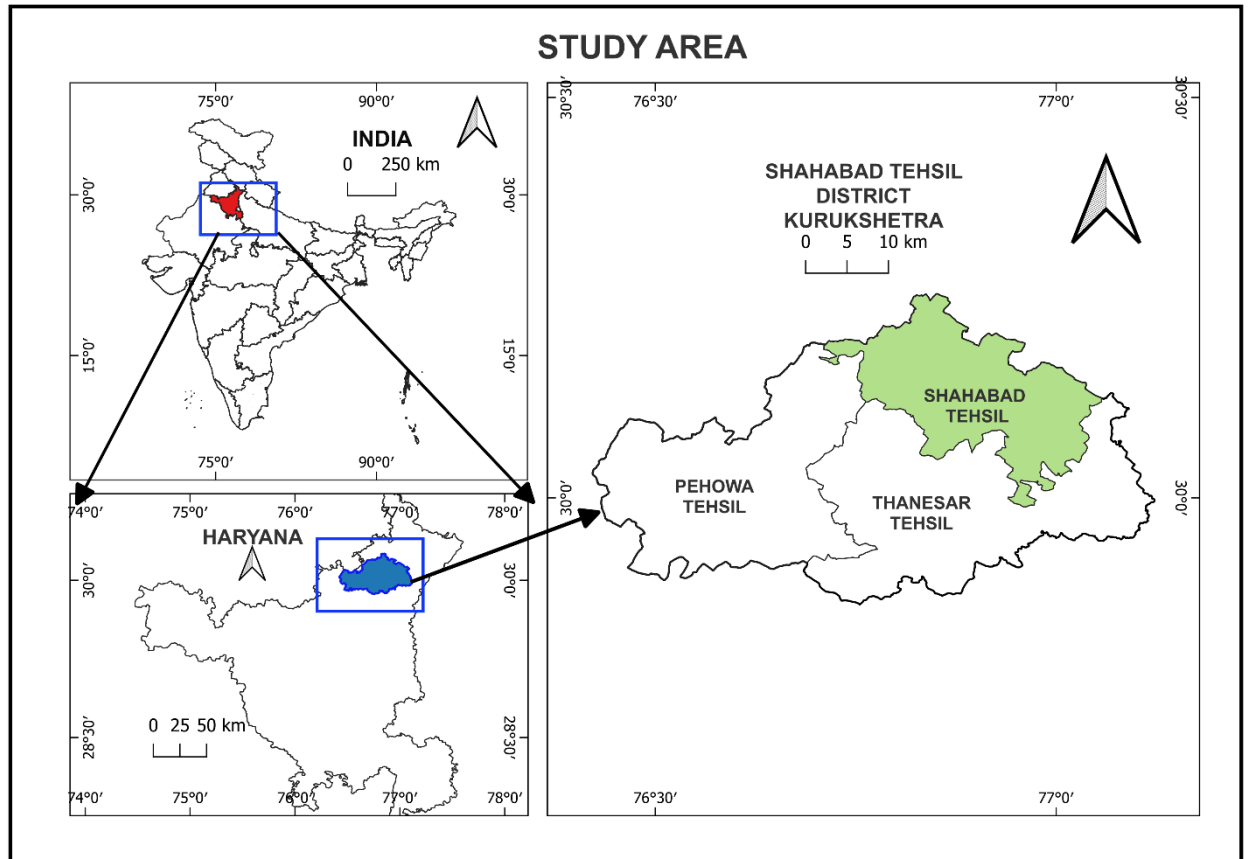 STUDY AREA
75°0' 90°0'
INDIA
0 250 km
30°0' 30°0'
15°0' 15°0'
75°0' 90°0'
74°0' 75°0' 76°0' 77°0' 78°0'
HARYANA
30°0' 30°0'
0 25 50 km
28°30' 28°30'
74°0' 75°0' 76°0' 77°0' 78°0'
76°30' 77°0'
30°30' 30°30'
SHAHABAD TEHSIL
DISTRICT
KURUKSHETRA
0 5 10 km
SHAHABAD
TEHSIL
PEHOWA
TEHSIL
THANESAR
TEHSIL
30°0' 30°0'
76°30' 77°0'